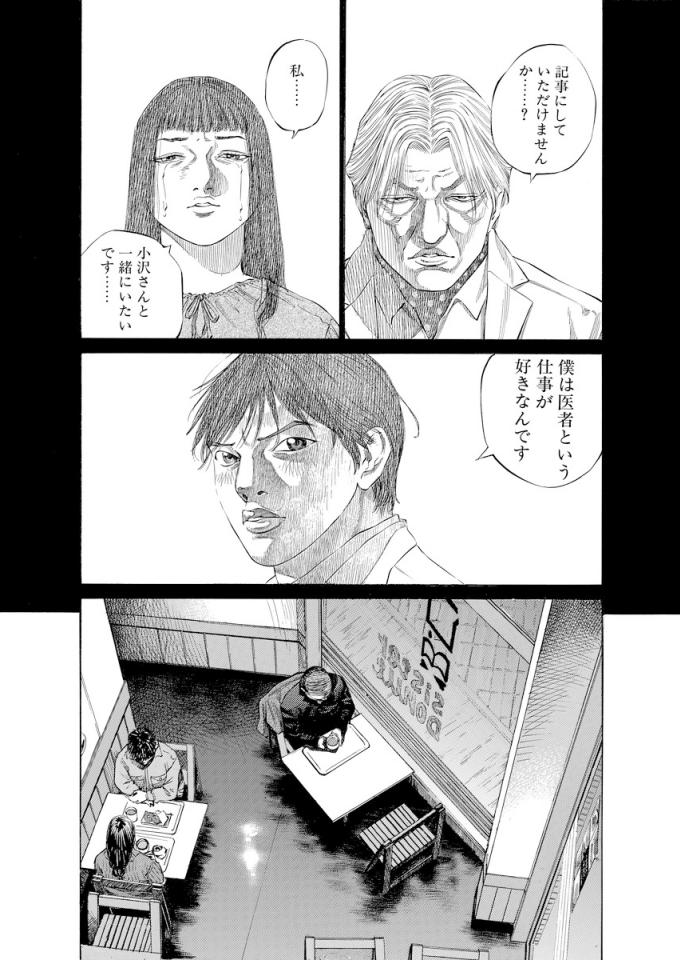 記事にして
いただけません
か……?
私……
小沢さんと
一緒にいたい
です……
僕は医者という
仕事が
好きなんです
SISTER
DONUT